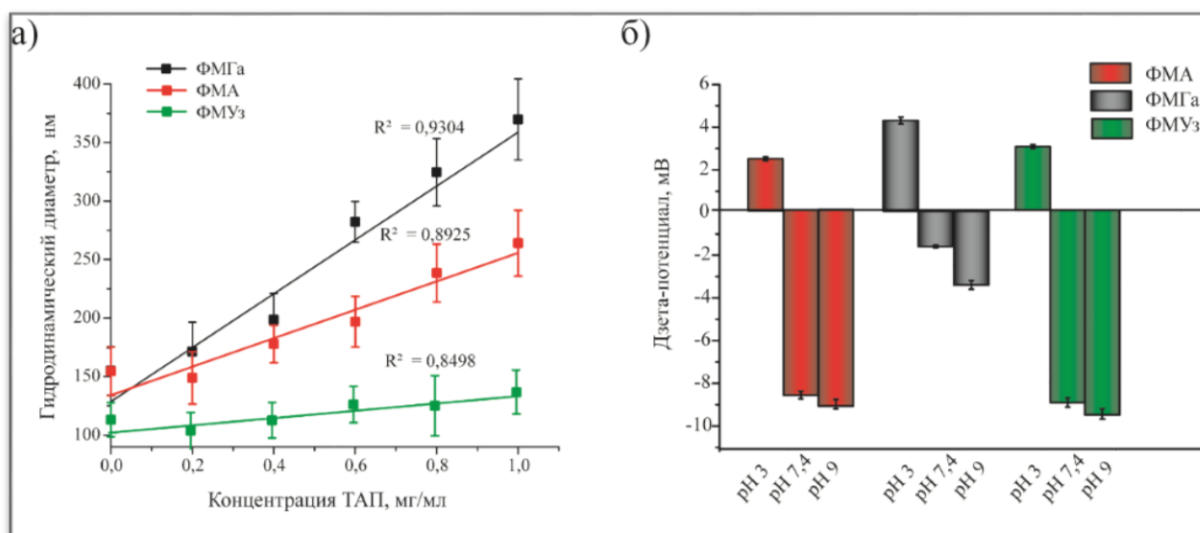 а)
ФМГа
ФМА
ФМУз
Гидродинамический диаметр, нм
400
350
300
250
200
150
100
R² = 0,9304
R² = 0,8925
R² = 0,8498
0,0 0,2 0,4 0,6 0,8 1,0
Концентрация ТАП, мг/мл
б)
ФМА
ФМГа
ФМУз
Дзета-потенциал, мВ
6
4
2
0
-2
-4
-6
-8
-10
pH 3 pH 7,4 pH 9 pH 3 pH 7,4 pH 9 pH 3 pH 7,4 pH 9